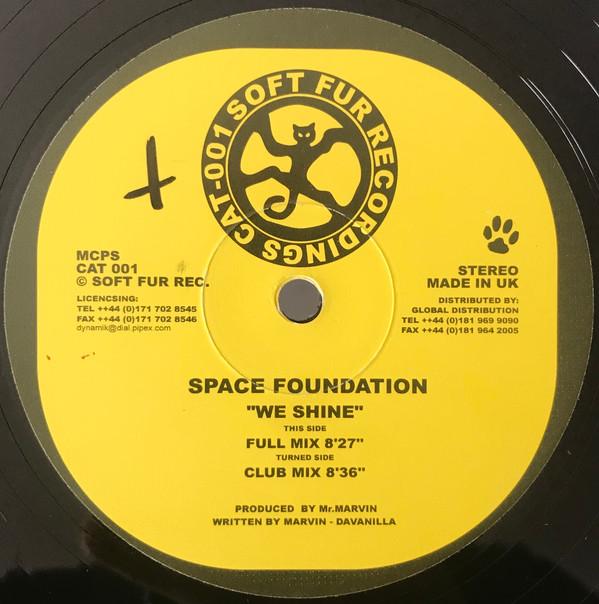 CAT-001 SOFT FUR RECORDINGS
MCPS
CAT 001
© SOFT FUR REC.
LICENCSING:
TEL ++44 (0)171 702 8545
FAX ++44 (0)171 702 8546
dynamik@dial.pipex.com
STEREO
MADE IN UK
DISTRIBUTED BY:
GLOBAL DISTRIBUTION
TEL ++44 (0)181 969 9090
FAX ++44 (0)181 964 2005
SPACE FOUNDATION
"WE SHINE"
THIS SIDE
FULL MIX 8'27"
TURNED SIDE
CLUB MIX 8'36"
PRODUCED BY Mr.MARVIN
WRITTEN BY MARVIN - DAVANILLA